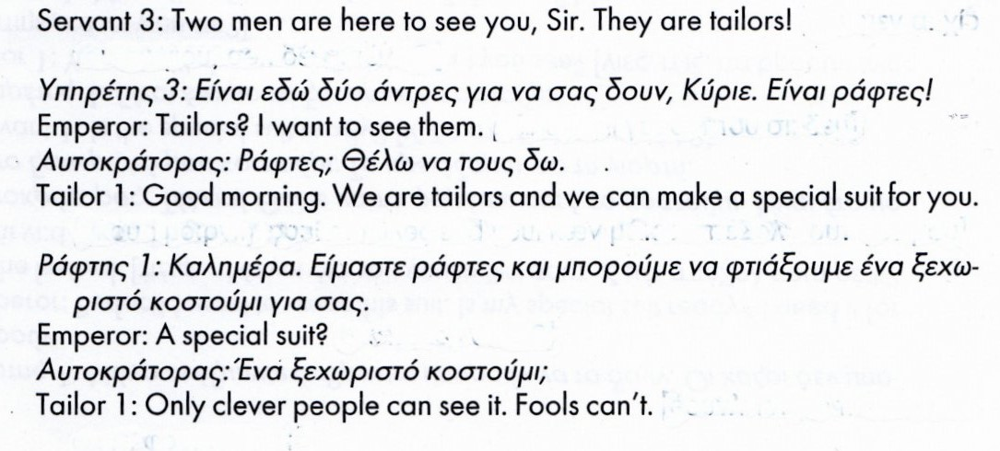 Servant 3: Two men are here to see you, Sir. They are tailors!
Υπηρέτης 3: Είναι εδώ δύο άντρες για να σας δουν, Κύριε. Είναι ράφτες!
Emperor: Tailors? I want to see them.
Αυτοκράτορας: Ράφτες; Θέλω να τους δω.
Tailor 1: Good morning. We are tailors and we can make a special suit for you.
Ράφτης 1: Καλημέρα. Είμαστε ράφτες και μπορούμε να φτιάξουμε ένα ξεχω-
ριστό κοστούμι για σας.
Emperor: A special suit?
Αυτοκράτορας: Ένα ξεχωριστό κοστούμι;
Tailor 1: Only clever people can see it. Fools can't.